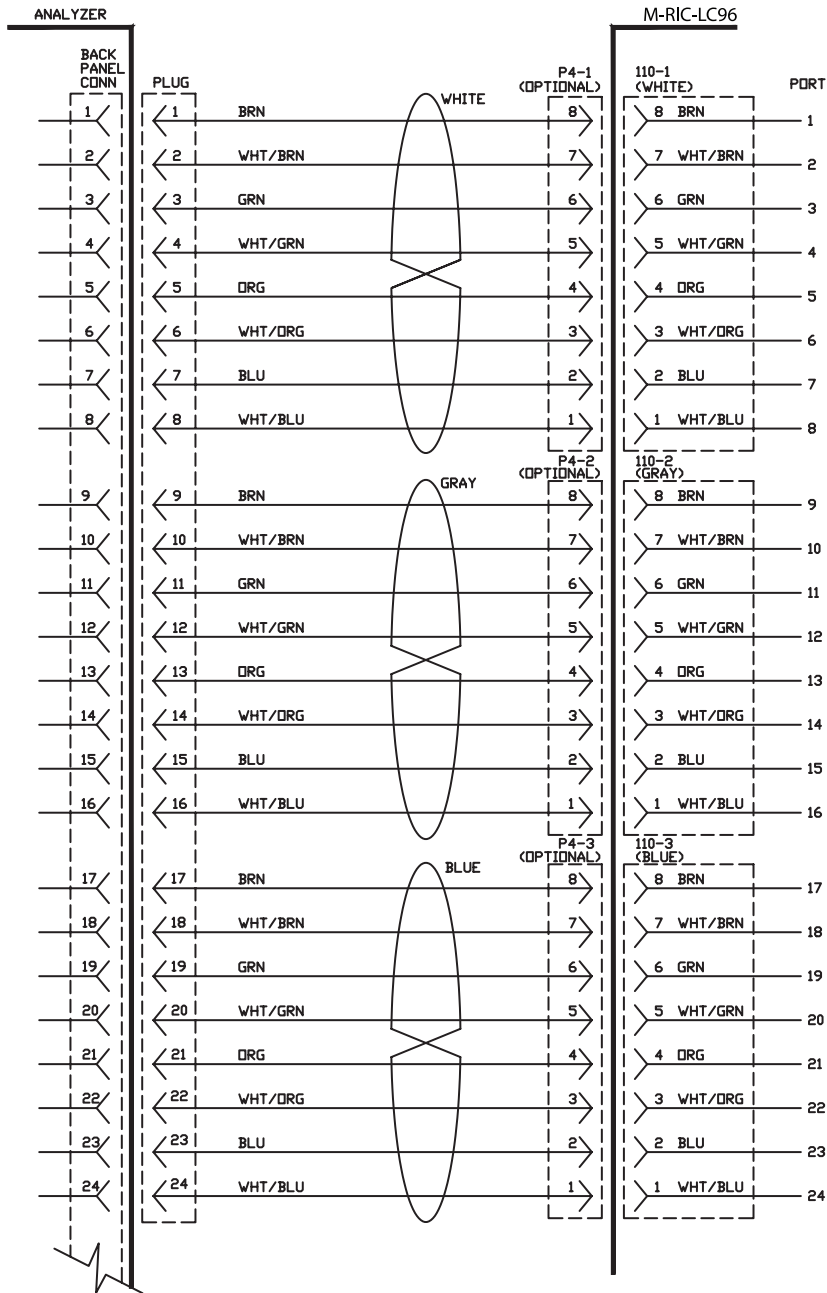 ANALYZER M-RIC-LC96
BACK
PANEL
CONN PLUG P4-1
(OPTIONAL) 110-1
(WHITE) PORT
WHITE
1 1 BRN 8 8 BRN 1
2 2 WHT/BRN 7 7 WHT/BRN 2
3 3 GRN 6 6 GRN 3
4 4 WHT/GRN 5 5 WHT/GRN 4
5 5 ORG 4 4 ORG 5
6 6 WHT/ORG 3 3 WHT/ORG 6
7 7 BLU 2 2 BLU 7
8 8 WHT/BLU 1 1 WHT/BLU 8
P4-2
(OPTIONAL) 110-2
(GRAY)
GRAY
9 9 BRN 8 8 BRN 9
10 10 WHT/BRN 7 7 WHT/BRN 10
11 11 GRN 6 6 GRN 11
12 12 WHT/GRN 5 5 WHT/GRN 12
13 13 ORG 4 4 ORG 13
14 14 WHT/ORG 3 3 WHT/ORG 14
15 15 BLU 2 2 BLU 15
16 16 WHT/BLU 1 1 WHT/BLU 16
P4-3
(OPTIONAL) 110-3
(BLUE)
BLUE
17 17 BRN 8 8 BRN 17
18 18 WHT/BRN 7 7 WHT/BRN 18
19 19 GRN 6 6 GRN 19
20 20 WHT/GRN 5 5 WHT/GRN 20
21 21 ORG 4 4 ORG 21
22 22 WHT/ORG 3 3 WHT/ORG 22
23 23 BLU 2 2 BLU 23
24 24 WHT/BLU 1 1 WHT/BLU 24